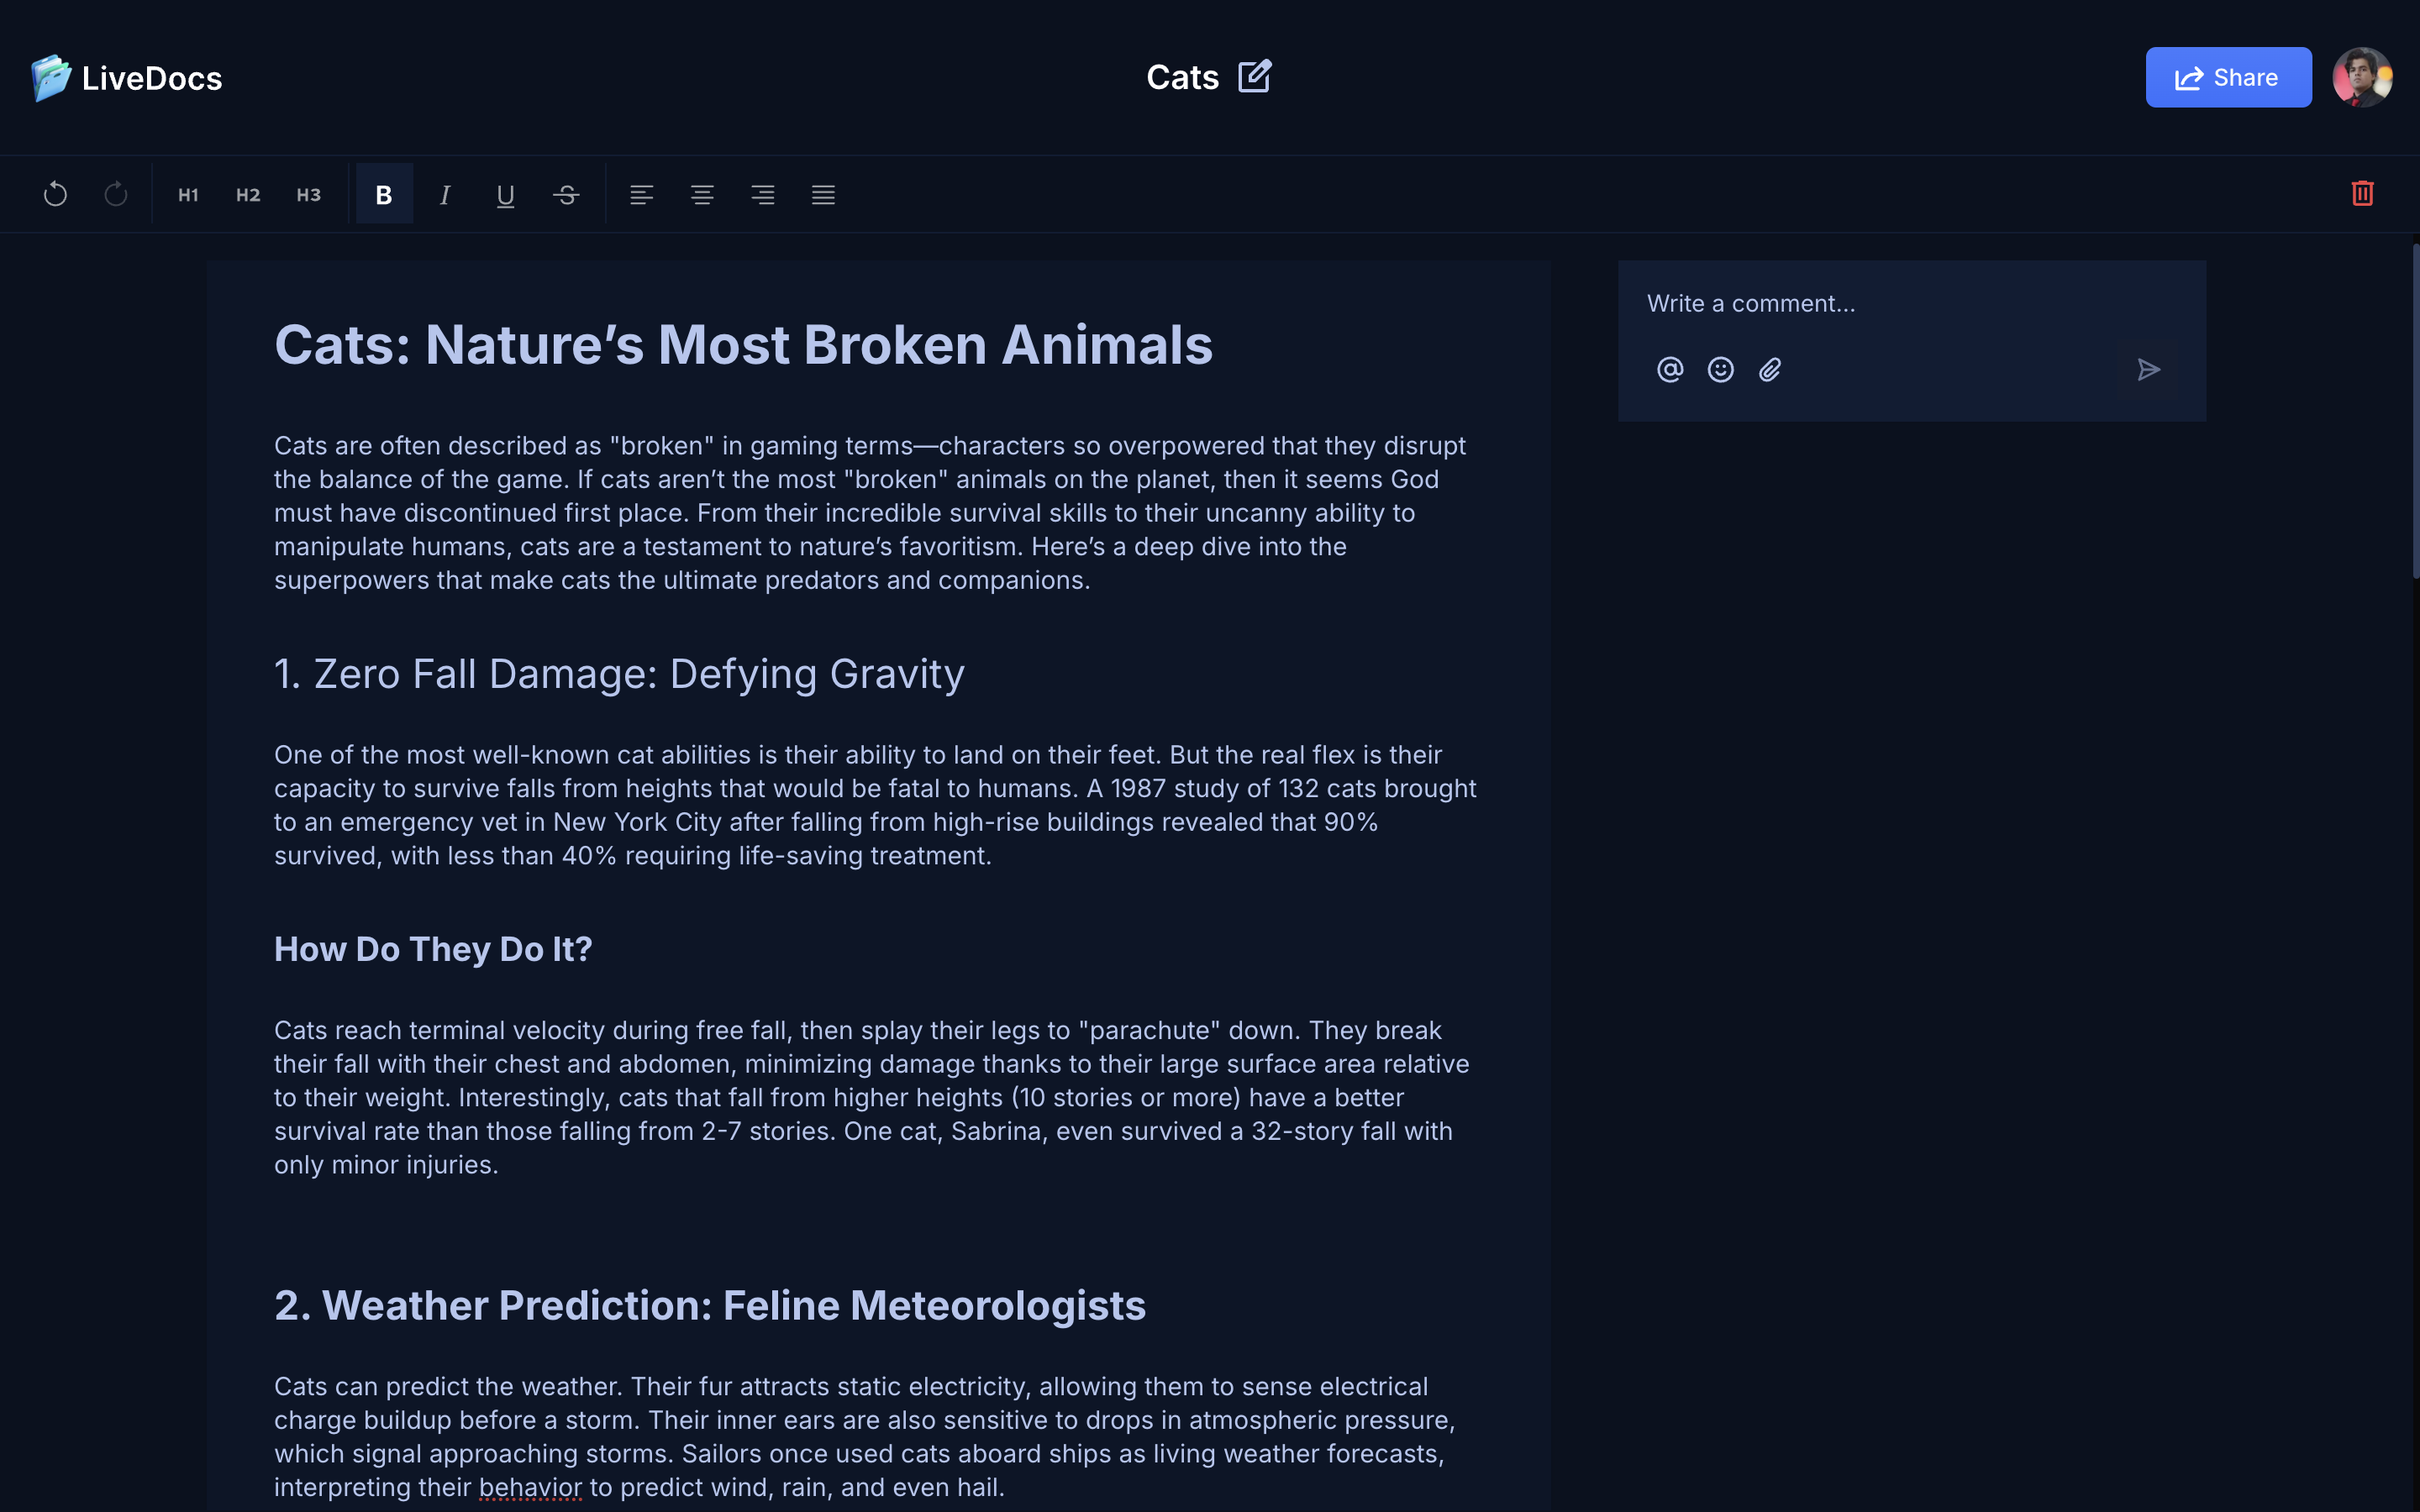 LiveDocs
Cats
Share
H1 H2 H3 B I U S
Cats: Nature’s Most Broken Animals
Cats are often described as "broken" in gaming terms—characters so overpowered that they disrupt
the balance of the game. If cats aren’t the most "broken" animals on the planet, then it seems God
must have discontinued first place. From their incredible survival skills to their uncanny ability to
manipulate humans, cats are a testament to nature’s favoritism. Here’s a deep dive into the
superpowers that make cats the ultimate predators and companions.
1. Zero Fall Damage: Defying Gravity
One of the most well-known cat abilities is their ability to land on their feet. But the real flex is their
capacity to survive falls from heights that would be fatal to humans. A 1987 study of 132 cats brought
to an emergency vet in New York City after falling from high-rise buildings revealed that 90%
survived, with less than 40% requiring life-saving treatment.
How Do They Do It?
Cats reach terminal velocity during free fall, then splay their legs to "parachute" down. They break
their fall with their chest and abdomen, minimizing damage thanks to their large surface area relative
to their weight. Interestingly, cats that fall from higher heights (10 stories or more) have a better
survival rate than those falling from 2-7 stories. One cat, Sabrina, even survived a 32-story fall with
only minor injuries.
2. Weather Prediction: Feline Meteorologists
Cats can predict the weather. Their fur attracts static electricity, allowing them to sense electrical
charge buildup before a storm. Their inner ears are also sensitive to drops in atmospheric pressure,
which signal approaching storms. Sailors once used cats aboard ships as living weather forecasts,
interpreting their behavior to predict wind, rain, and even hail.
Write a comment…